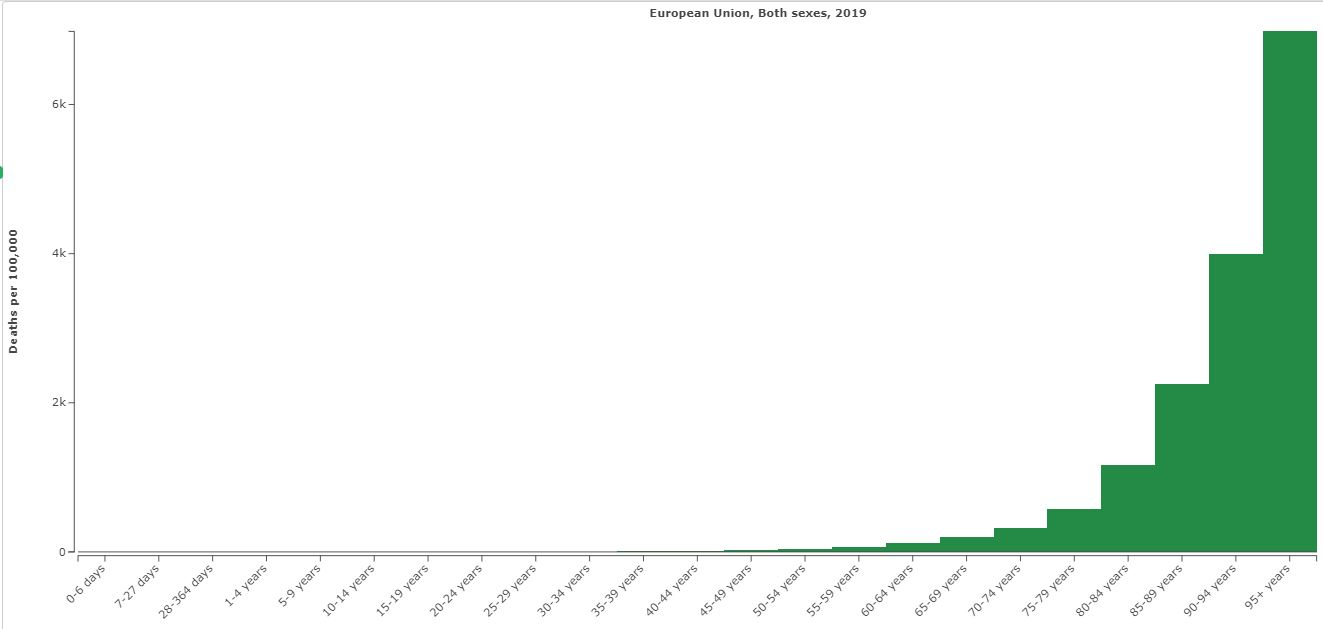 European Union, Both sexes, 2019
Deaths per 100,000
6k
4k
2k
0
0-6 days
7-27 days
28-364 days
1-4 years
5-9 years
10-14 years
15-19 years
20-24 years
25-29 years
30-34 years
35-39 years
40-44 years
45-49 years
50-54 years
55-59 years
60-64 years
65-69 years
70-74 years
75-79 years
80-84 years
85-89 years
90-94 years
95+ years